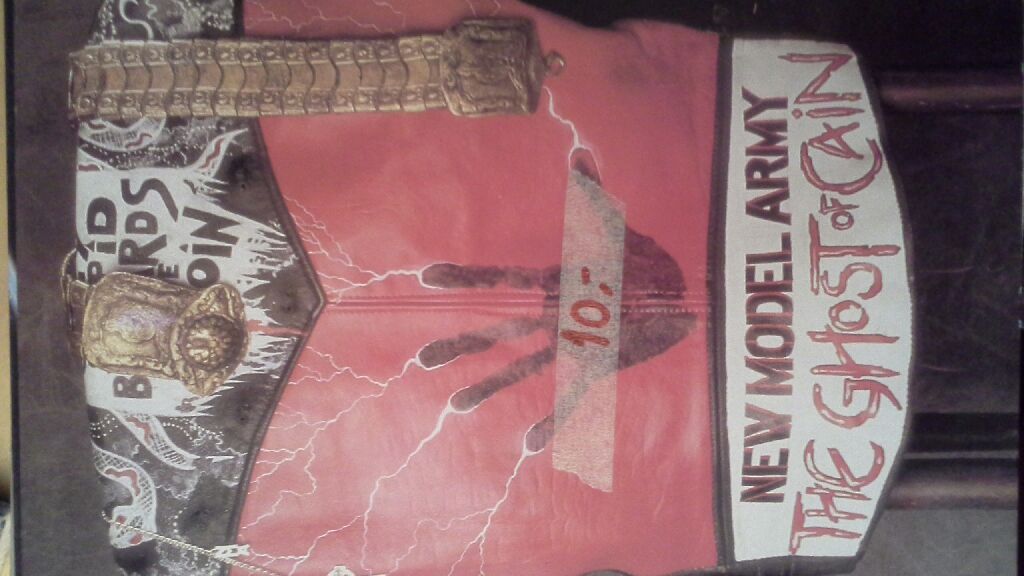 10.-
NEW MODEL ARMY
THE GHOST OF CAiN